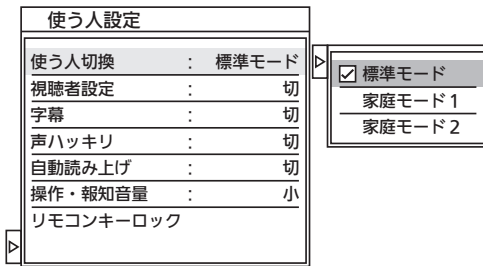 使う人設定
使う人切換 : 標準モード
視聴者設定 : 切
字幕 : 切
声ハッキリ : 切
自動読み上げ : 切
操作・報知音量 : 小
リモコンキーロック
標準モード
家庭モード1
家庭モード2